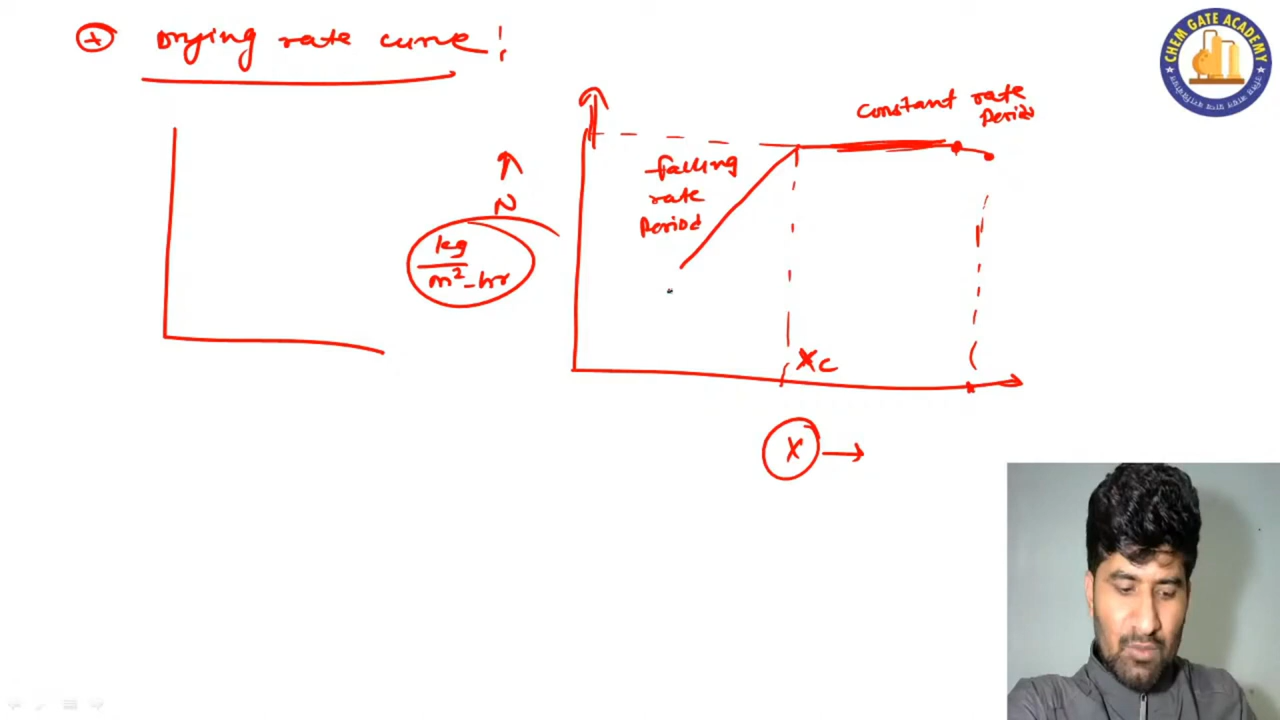 Drying rate curve!
CHEM GATE ACADEMY
Constant rate
Period
falling
rate
Period
N
kg
m² - hr
Xc
X